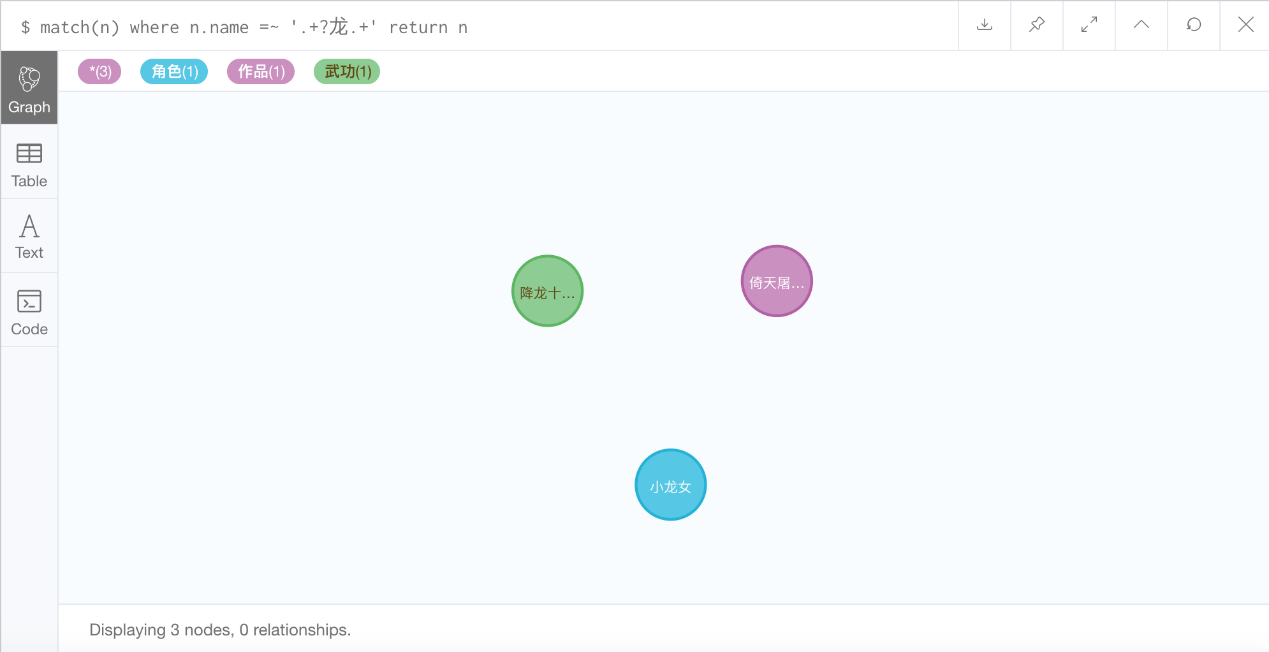 $ match(n) where n.name =~ '.+?龙.+' return n
*(3) 角色(1) 作品(1) 武功(1)
Graph
Table
Text
Code
降龙十...
倚天屠...
小龙女
Displaying 3 nodes, 0 relationships.